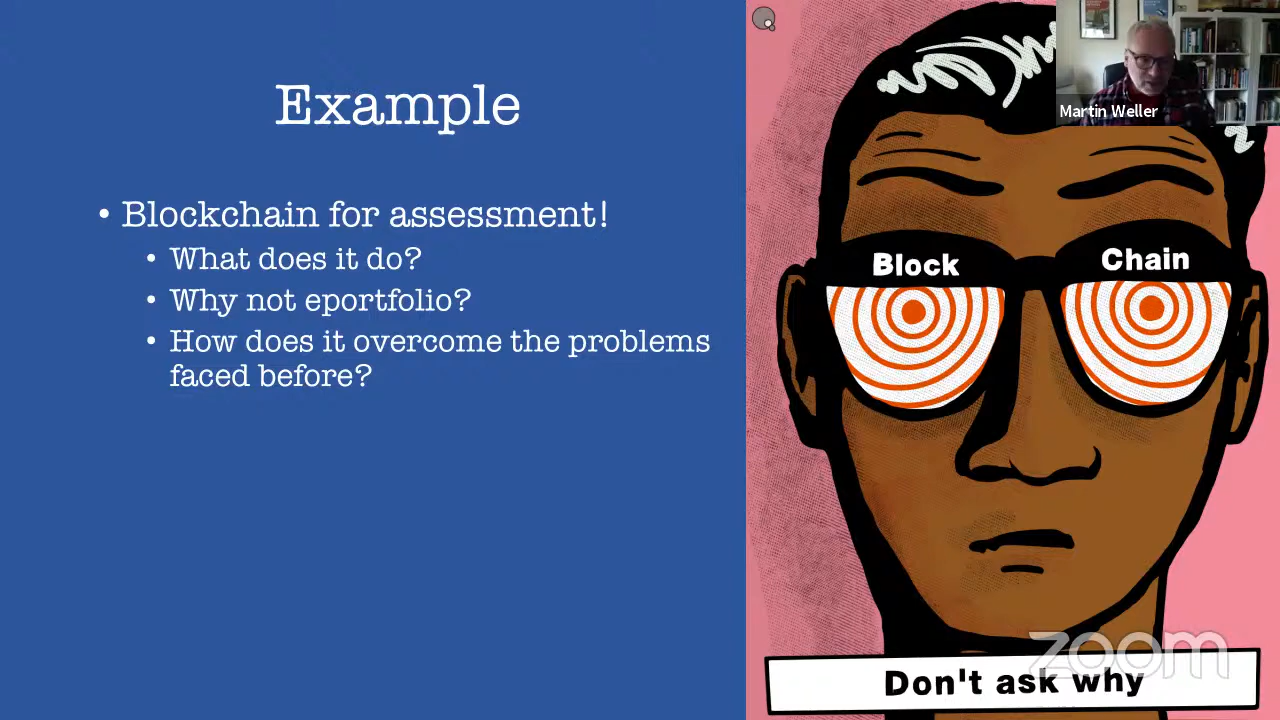 Example
• Blockchain for assessment!
• What does it do?
• Why not eportfolio?
• How does it overcome the problems
faced before?
Martin Weller
Block
Chain
zoom
Don't ask why